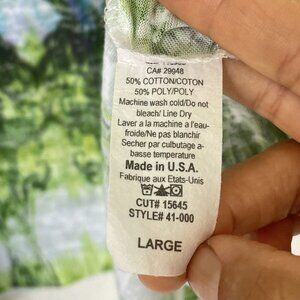 CA# 29948
50% COTTON/COTON
50% POLY/POLY
Machine wash cold/Do not
bleach/ Line Dry
Laver a la machine a l'eau-
froide/Ne pas blanchir
Secher par culbutage a-
basse temperature
Made in U.S.A.
Fabrique aux Etats-Unis
CUT# 15645
STYLE# 41-000
LARGE